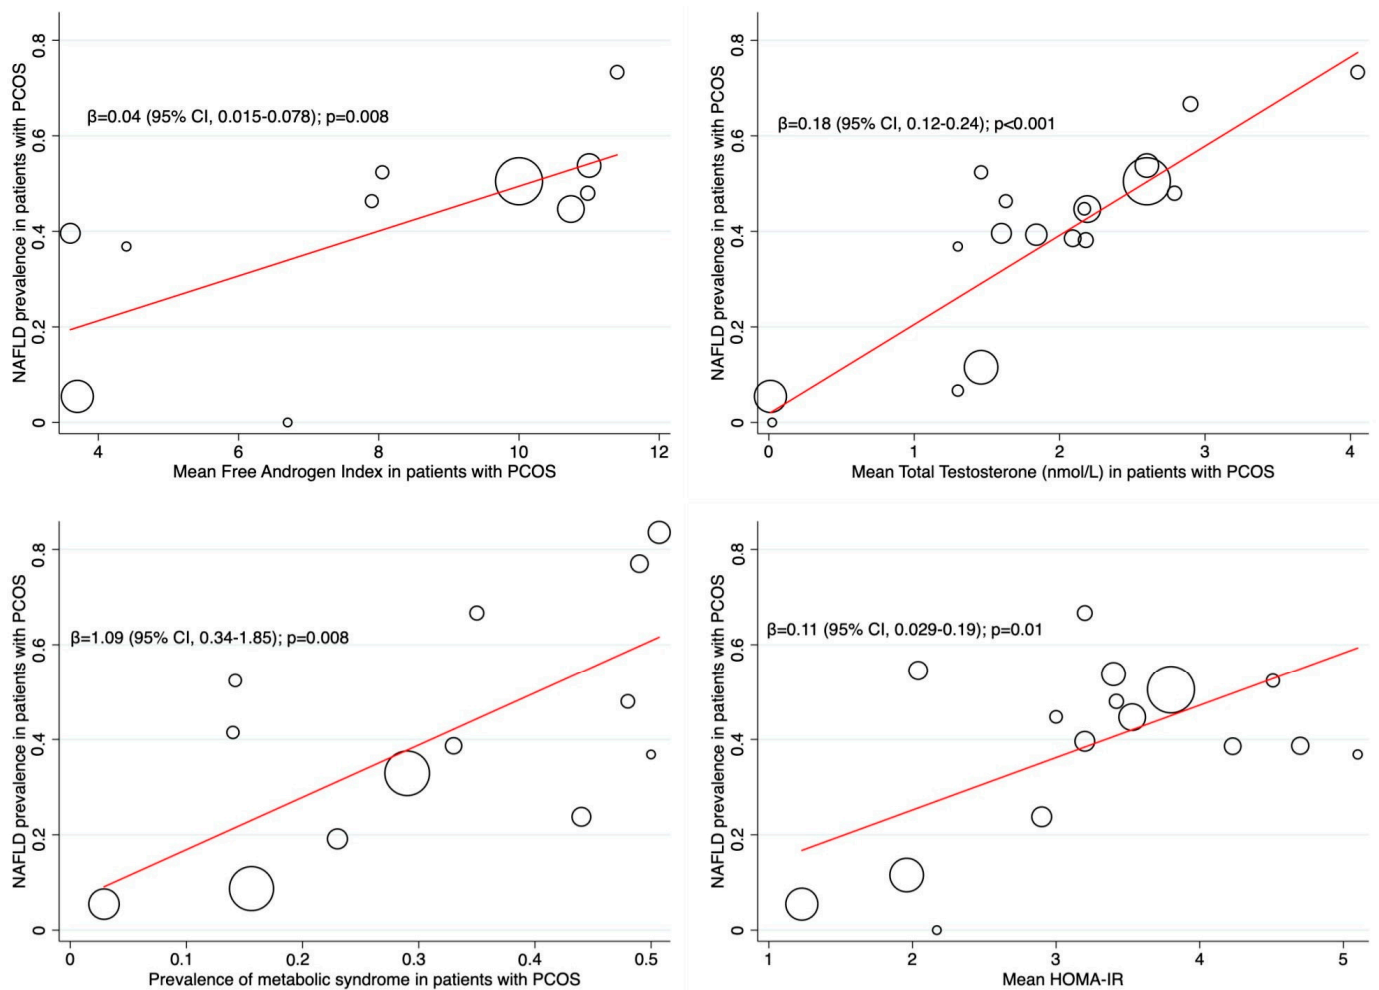 NAFLD prevalence in patients with PCOS
0.8
0.6
0.4
0.2
0
β=0.04 (95% CI, 0.015-0.078); p=0.008
4 6 8 10 12
Mean Free Androgen Index in patients with PCOS
NAFLD prevalence in patients with PCOS
0.8
0.6
0.4
0.2
0
β=0.18 (95% CI, 0.12-0.24); p<0.001
0 1 2 3 4
Mean Total Testosterone (nmol/L) in patients with PCOS
NAFLD prevalence in patients with PCOS
0.8
0.6
0.4
0.2
0
β=1.09 (95% CI, 0.34-1.85); p=0.008
0 0.1 0.2 0.3 0.4 0.5
Prevalence of metabolic syndrome in patients with PCOS
NAFLD prevalence in patients with PCOS
0.8
0.6
0.4
0.2
0
β=0.11 (95% CI, 0.029-0.19); p=0.01
1 2 3 4 5
Mean HOMA-IR